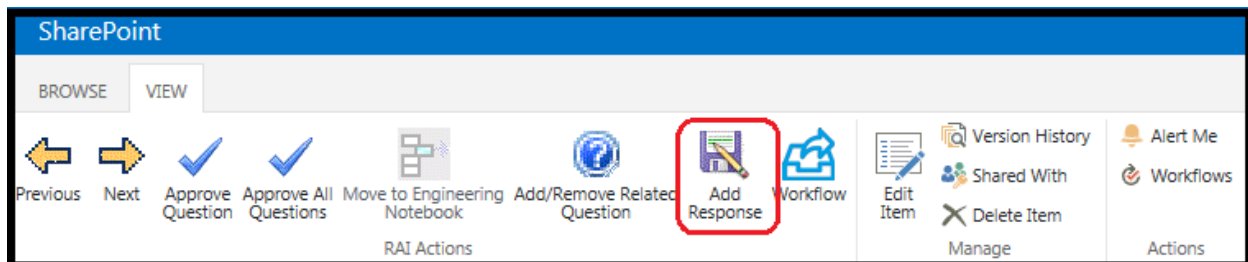 SharePoint
BROWSE VIEW
Previous Next Approve Question Approve All Questions Move to Engineering Notebook Add/Remove Related Question Add Response Workflow
RAI Actions
Edit Item
Version History
Shared With
Delete Item
Manage
Alert Me
Workflows
Actions